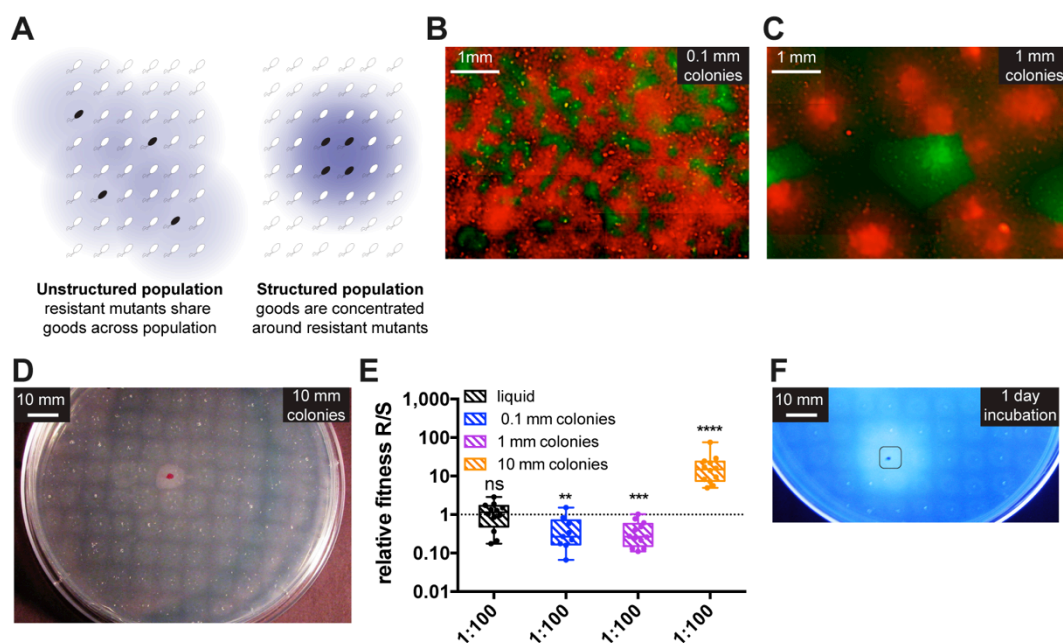 A
Unstructured population
resistant mutants share
goods across population
Structured population
goods are concentrated
around resistant mutants
B
1mm
0.1 mm
colonies
C
1 mm
1 mm
colonies
D
10 mm
10 mm
colonies
E
relative fitness R/S
1,000
100
10
1
0.10
0.01
liquid
0.1 mm colonies
1 mm colonies
10 mm colonies
ns
**
***
****
1:100
1:100
1:100
1:100
F
10 mm
1 day
incubation